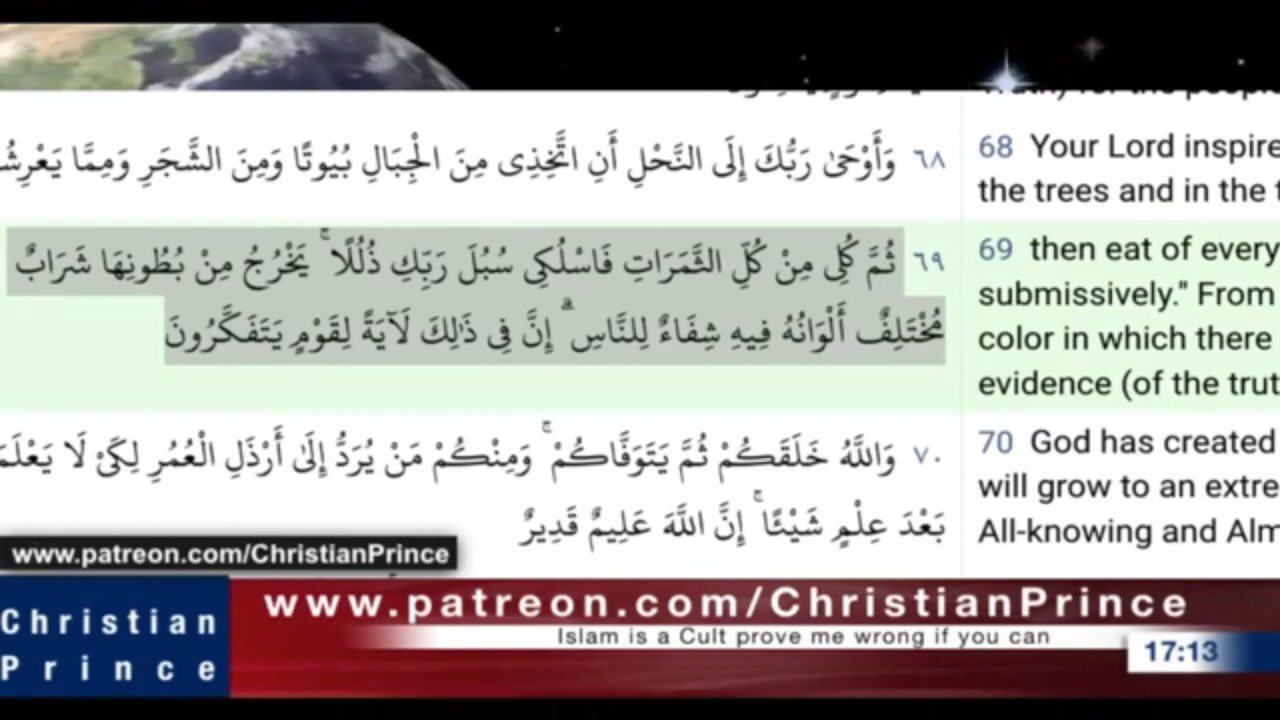 وَأَوْحَىٰ رَبُّكَ إِلَى النَّحْلِ أَنِ اتَّخِذِى مِنَ الْجِبَالِ بُيُوتًا وَمِنَ الشَّجَرِ وَمِمَّا ٦٨
ثُمَّ كُلِى مِنْ كُلِّ الثَّمَرَاتِ فَاسْلُكِى سُبُلَ رَبِّكِ ذُلُلًا ۚ يَخْرُجُ مِنْ بُطُونِهَا شَرَابٌ ٦٩
مُخْتَلِفٌ أَلْوَانُهُ فِيهِ شِفَاءٌ لِلنَّاسِ ۗ إِنَّ فِى ذَٰلِكَ لَآيَةً لِقَوْمٍ يَتَفَكَّرُونَ
وَاللَّهُ خَلَقَكُمْ ثُمَّ يَتَوَفَّاكُمْ ۚ وَمِنْكُمْ مَنْ يُرَدُّ إِلَىٰ أَرْذَلِ الْعُمُرِ لِكَىْ لَا ٧٠
بَعْدَ عِلْمٍ شَيْئًا ۚ إِنَّ اللَّهَ عَلِيمٌ قَدِيرٌ
68 Your Lord inspire
the trees and in the
69 then eat of every
submissively." From
color in which there
evidence (of the trut
70 God has created
will grow to an extre
All-knowing and Alm
www.patreon.com/ChristianPrince
Christian
Prince
www.patreon.com/ChristianPrince
Islam is a Cult prove me wrong if you can
17:13